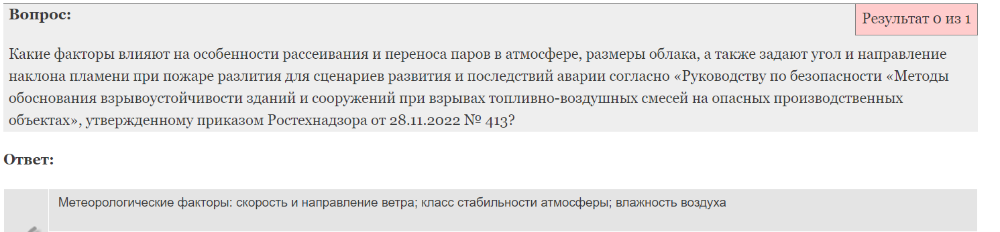 Вопрос:
Результат 0 из 1
Какие факторы влияют на особенности рассеивания и переноса паров в атмосфере, размеры облака, а также задают угол и направление
наклона пламени при пожаре разлития для сценариев развития и последствий аварии согласно «Руководству по безопасности «Методы
обоснования взрывоустойчивости зданий и сооружений при взрывах топливно-воздушных смесей на опасных производственных
объектах», утвержденному приказом Ростехнадзора от 28.11.2022 № 413?
Ответ:
Метеорологические факторы: скорость и направление ветра; класс стабильности атмосферы; влажность воздуха